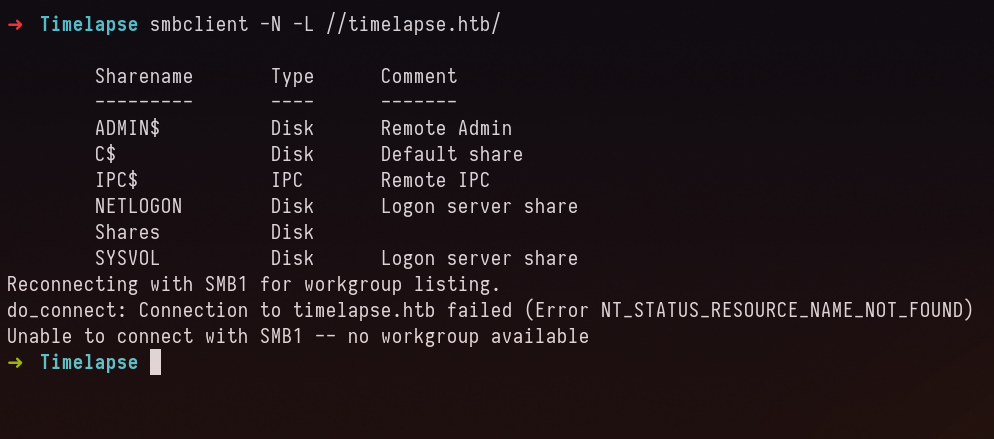 → Timelapse smbclient -N -L //timelapse.htb/
Sharename Type Comment
--------- ---- -------
ADMIN$ Disk Remote Admin
C$ Disk Default share
IPC$ IPC Remote IPC
NETLOGON Disk Logon server share
Shares Disk
SYSVOL Disk Logon server share
Reconnecting with SMB1 for workgroup listing.
do_connect: Connection to timelapse.htb failed (Error NT_STATUS_RESOURCE_NAME_NOT_FOUND)
Unable to connect with SMB1 -- no workgroup available
→ Timelapse